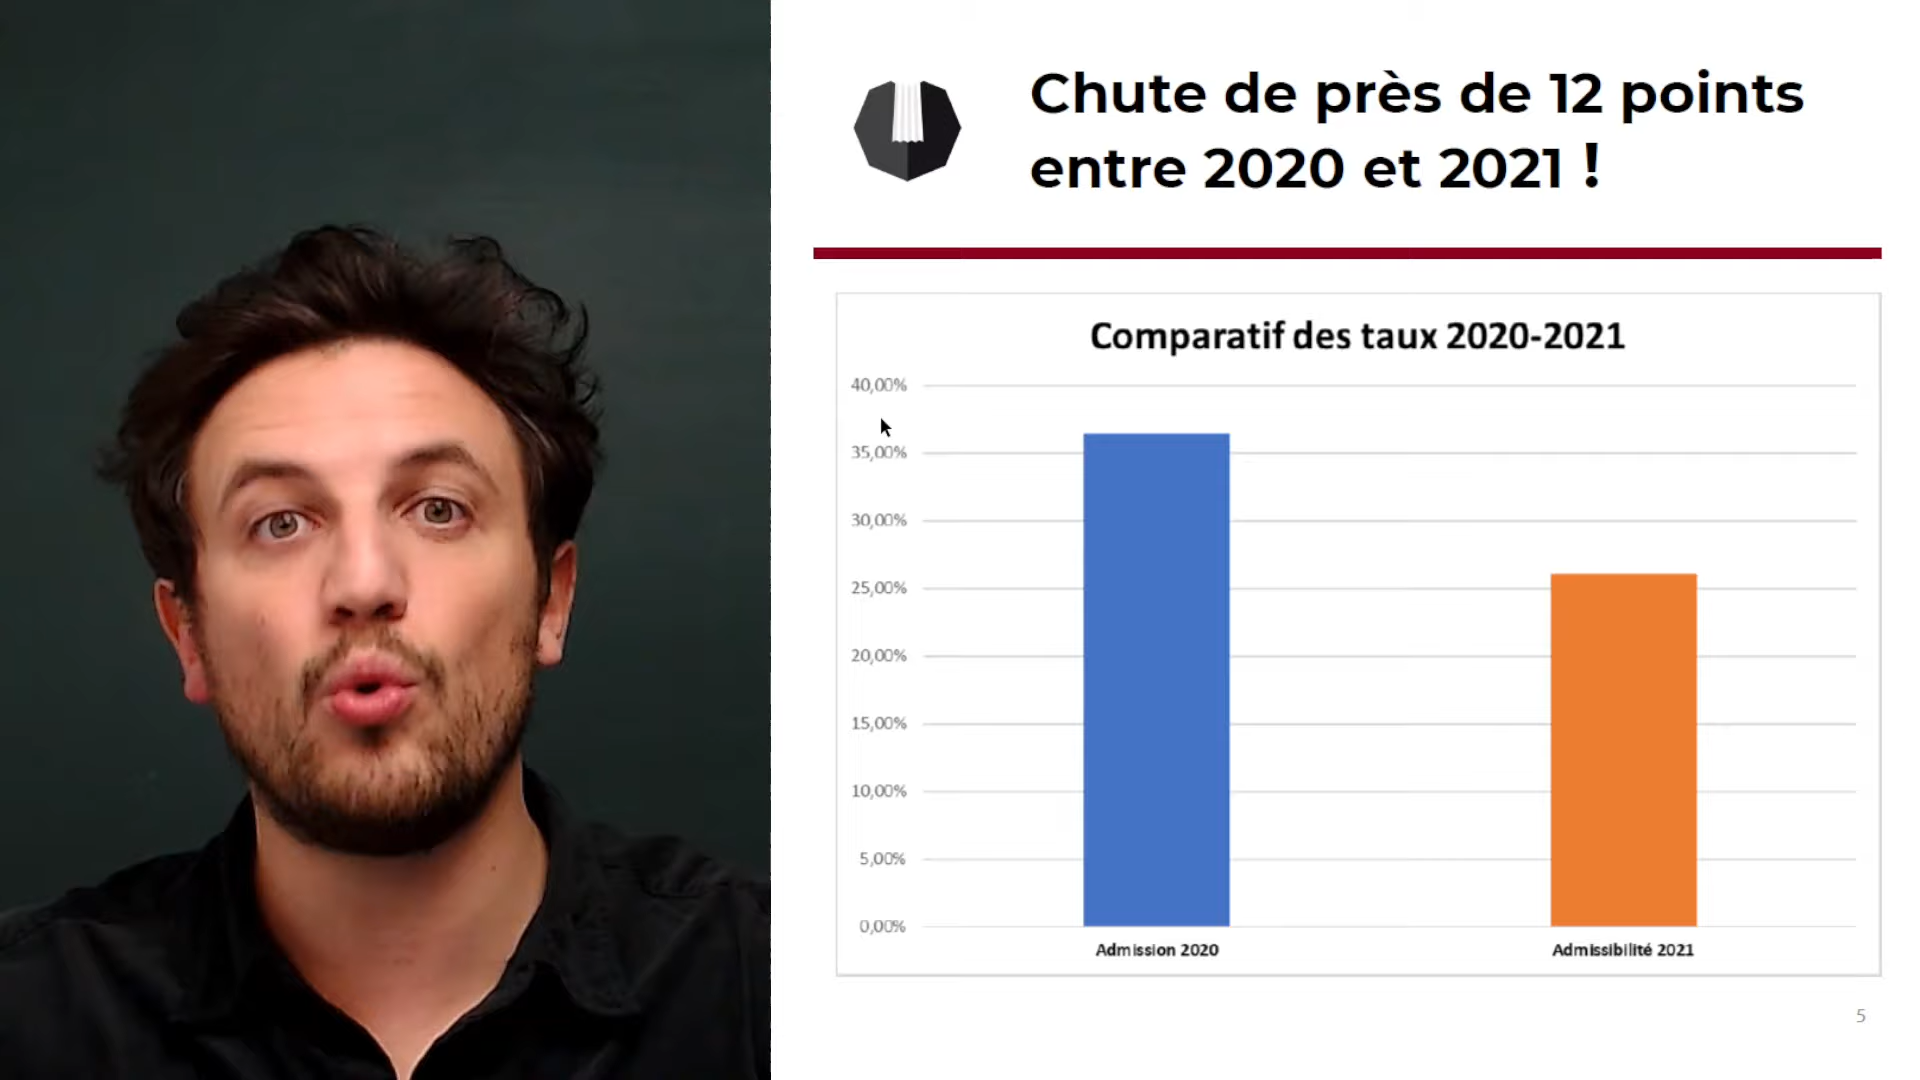 Chute de près de 12 points
entre 2020 et 2021 !
Comparatif des taux 2020-2021
40,00%
35,00%
30,00%
25,00%
20,00%
15,00%
10,00%
5,00%
0,00%
Admission 2020
Admissibilité 2021
5